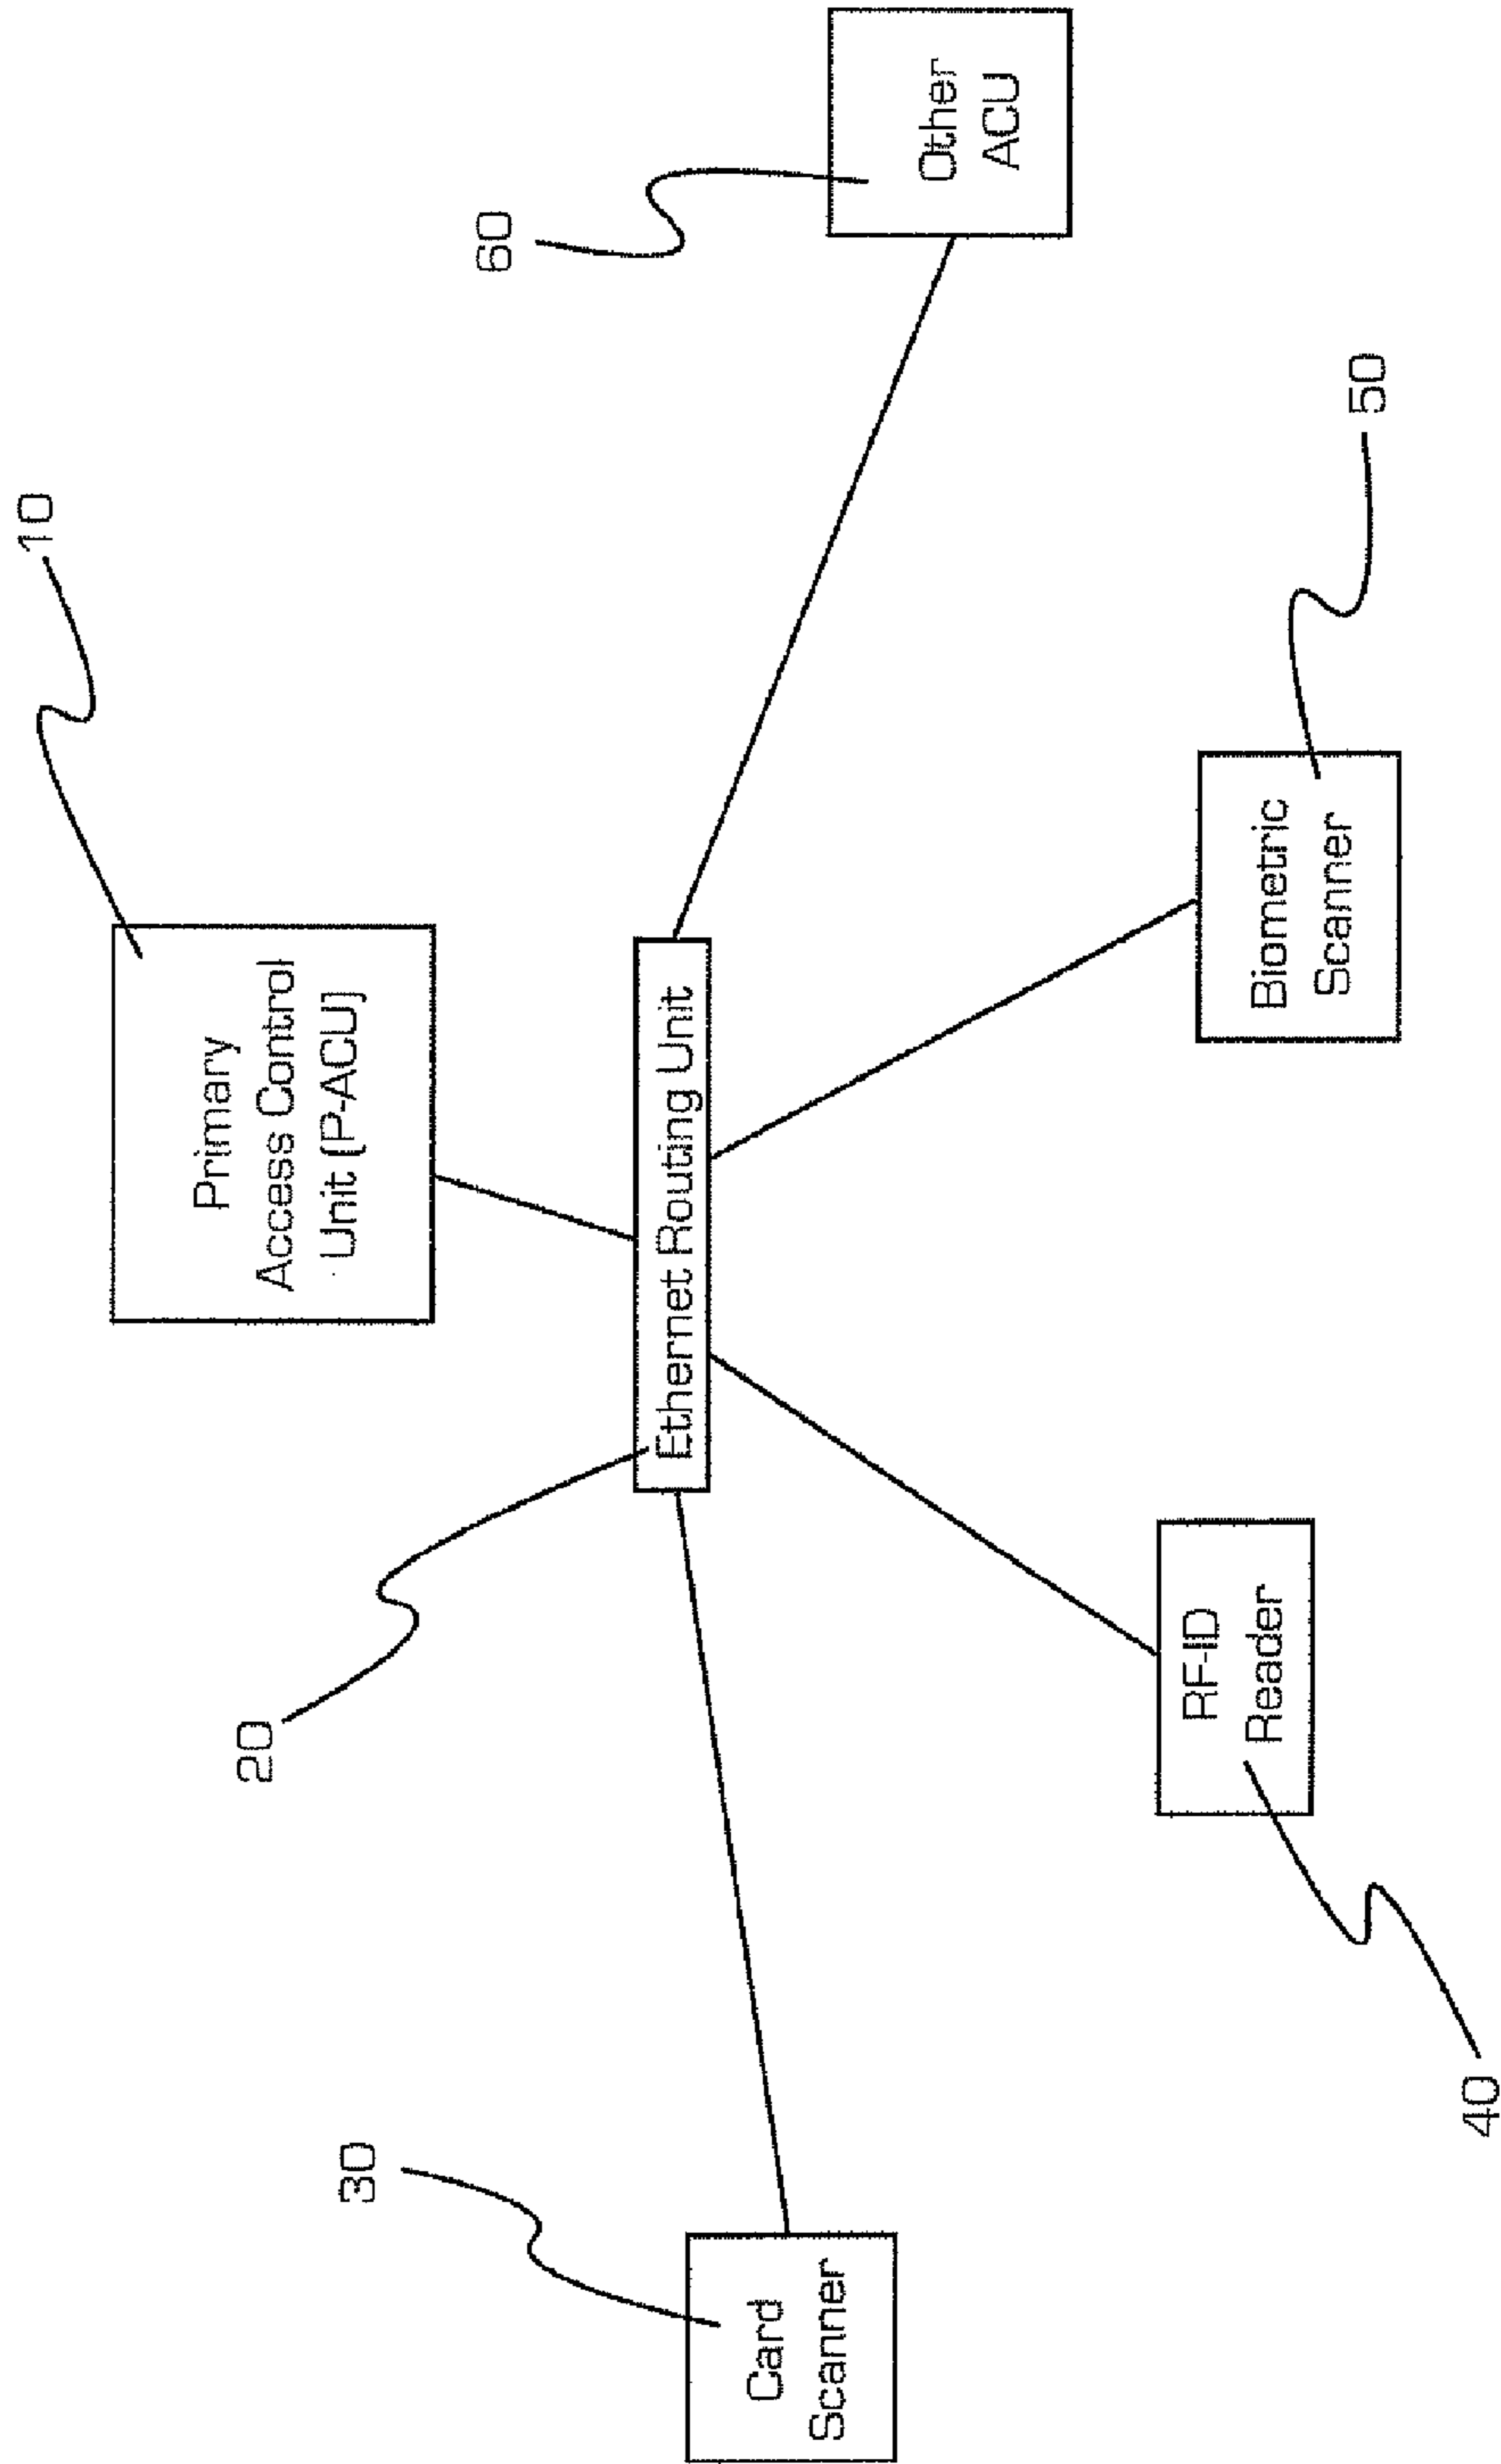 10
Primary
Access Control
Unit (P-ACU)
20
Ethernet Routing Unit
30
Card
Scanner
60
Other
ACU
RF-ID
Reader
40
Biometric
Scanner
50